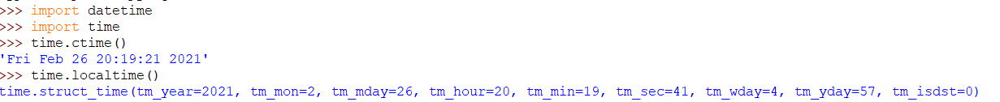 >>> import datetime
>>> import time
>>> time.ctime()
'Fri Feb 26 20:19:21 2021'
>>> time.localtime()
time.struct_time(tm_year=2021, tm_mon=2, tm_mday=26, tm_hour=20, tm_min=19, tm_sec=41, tm_wday=4, tm_yday=57, tm_isdst=0)